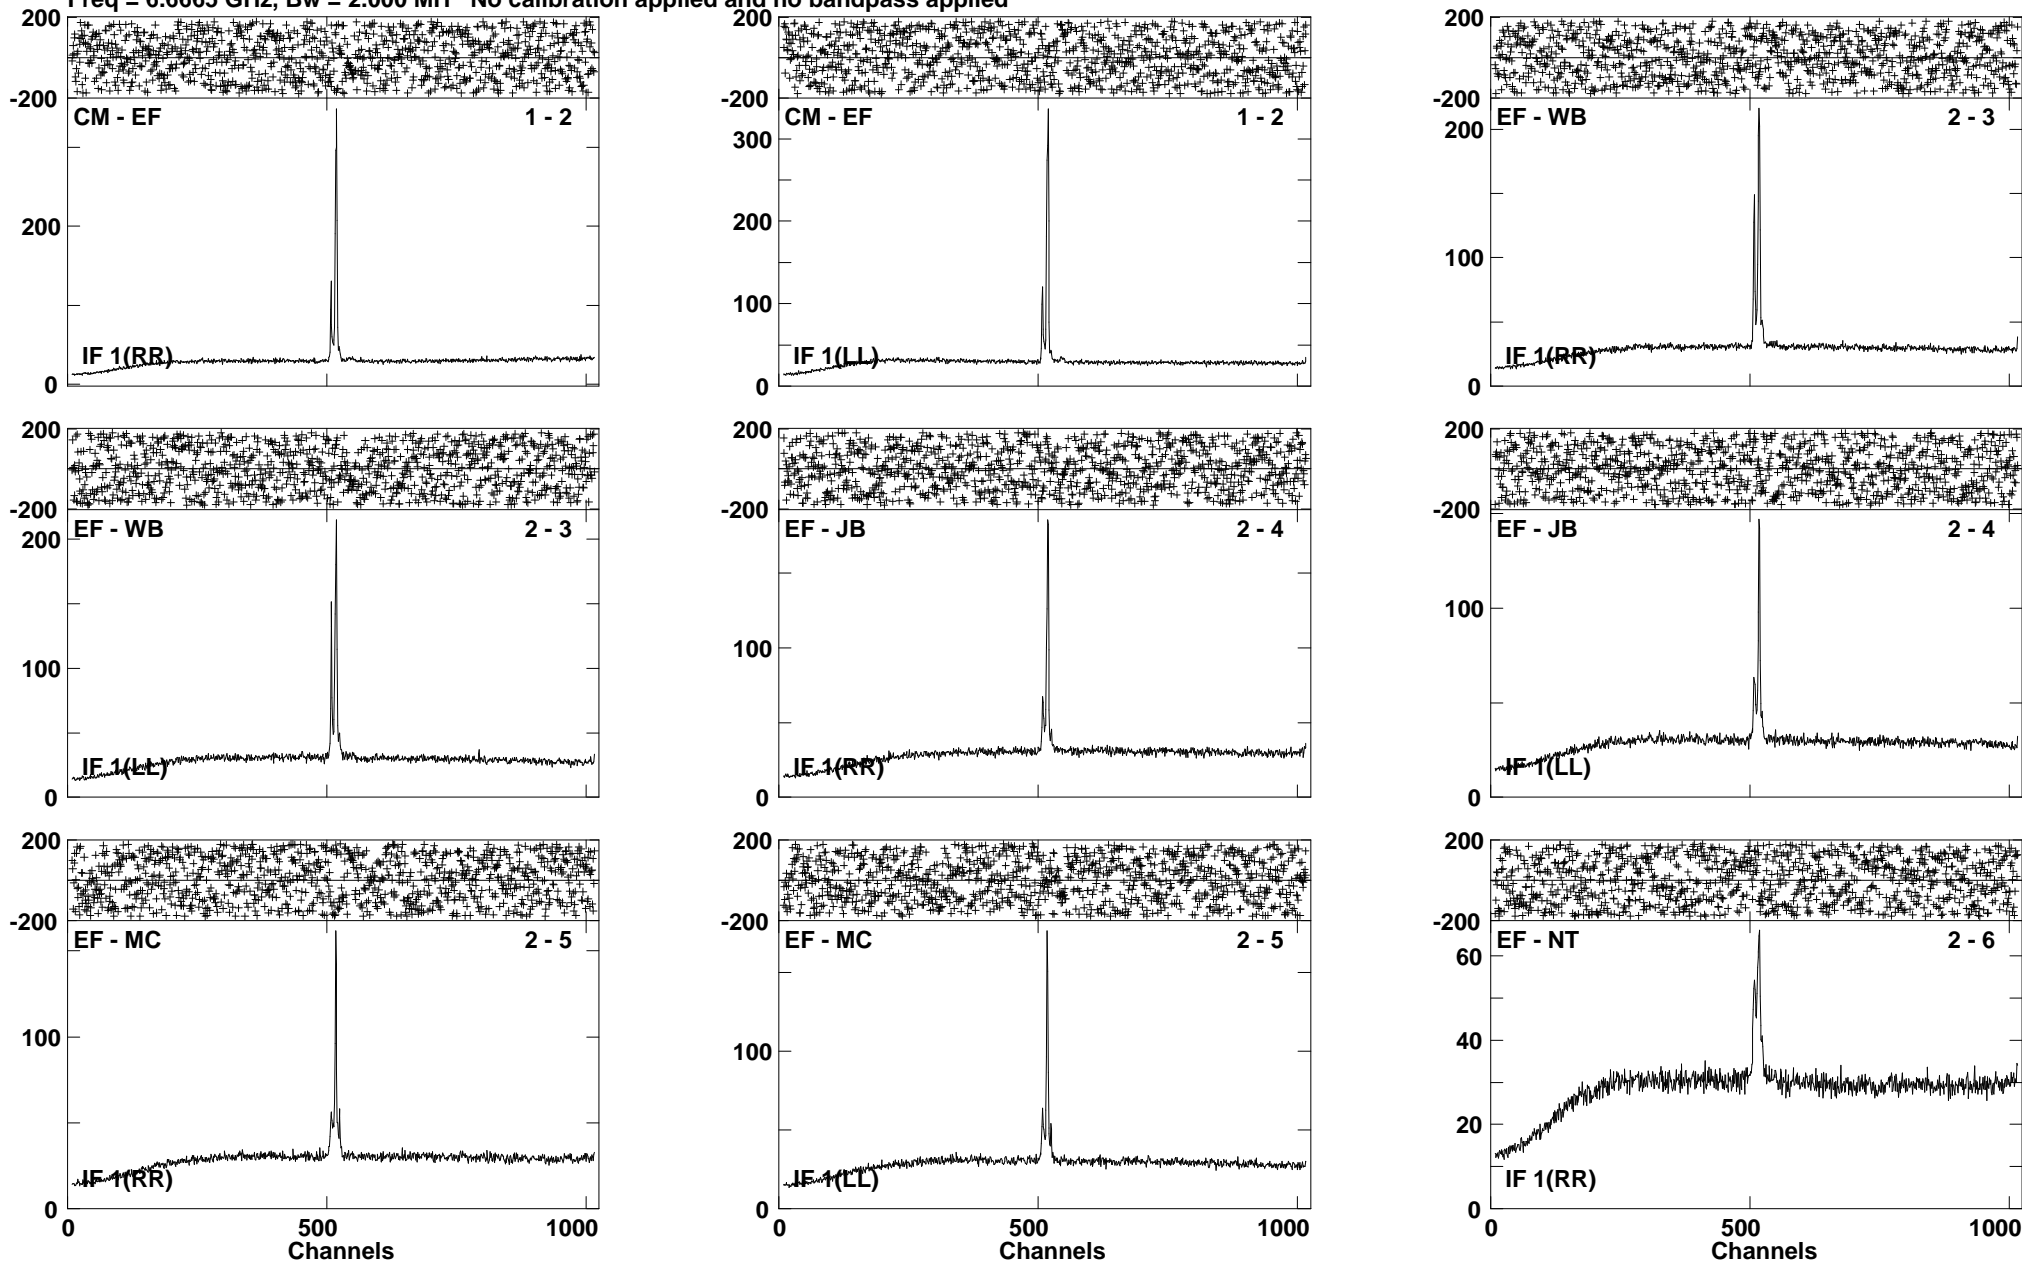 Freq = 6.6665 GHz, Bw = 2.000 MH No calibration applied and no bandpass applied
200 200 200
-200 -200 -200
CM - EF 1 - 2 CM - EF 1 - 2 EF - WB 2 - 3
300 200
200 200
100 100
IF 1(RR) IF 1(LL) IF 1(RR)
0 0 0
200 200 200
-200 -200 -200
EF - WB 2 - 3 EF - JB 2 - 4 EF - JB 2 - 4
200
100 100 100
IF 1(LL) IF 1(RR) IF 1(LL)
0 0 0
200 200 200
-200 -200 -200
EF - MC 2 - 5 EF - MC 2 - 5 EF - NT 2 - 6
60
100 100 40
20
IF 1(RR) IF 1(LL) IF 1(RR)
0 0 0
0 500 1000 0 500 1000 0 500 1000
Channels Channels